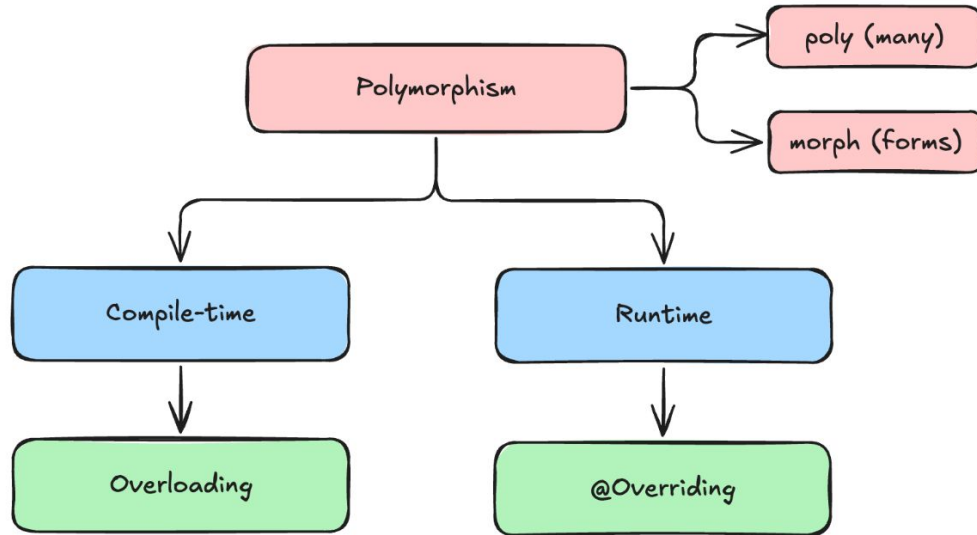 poly (many)
Polymorphism
morph (forms)
Compile-time
Runtime
Overloading
@Overriding